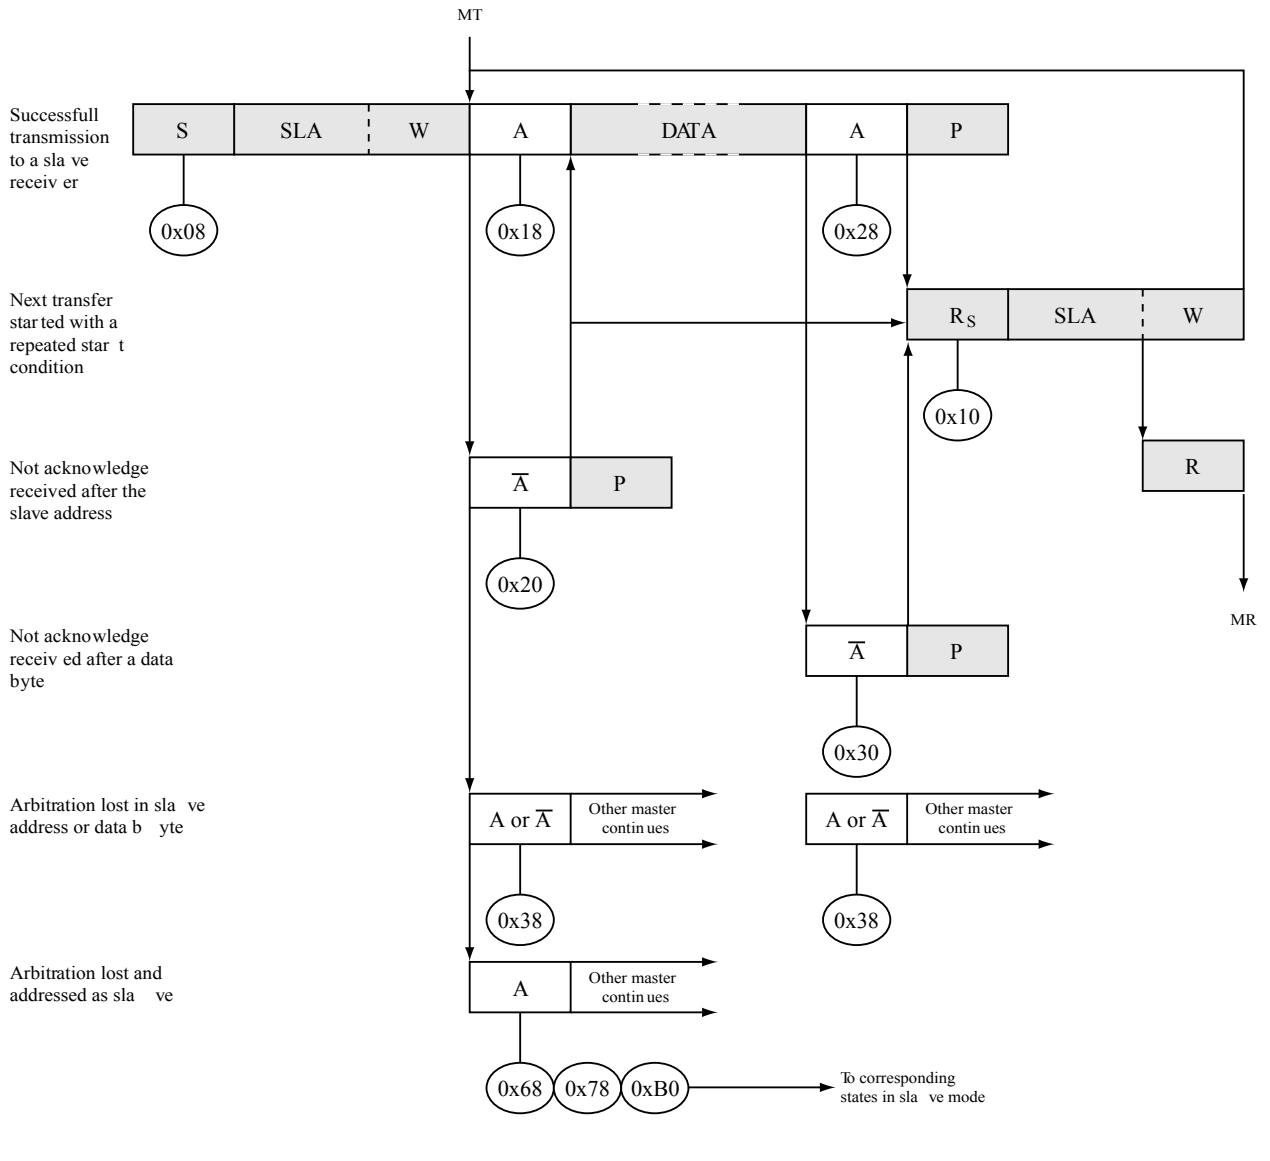 MT
Successfull
transmission
to a sla ve
receiv er
S SLA W A DATA A P
0x08 0x18 0x28
Next transfer
star ted with a
repeated star t
condition
RS SLA W
0x10
Not acknowledge
received after the
slave address
A̅ P
R
0x20
MR
Not acknowledge
receiv ed after a data
byte
A̅ P
0x30
Arbitration lost in sla ve
address or data b yte
A or A̅
Other master
contin ues
A or A̅
Other master
contin ues
0x38 0x38
Arbitration lost and
addressed as sla ve
A
Other master
contin ues
0x68 0x78 0xB0
To corresponding
states in sla ve mode